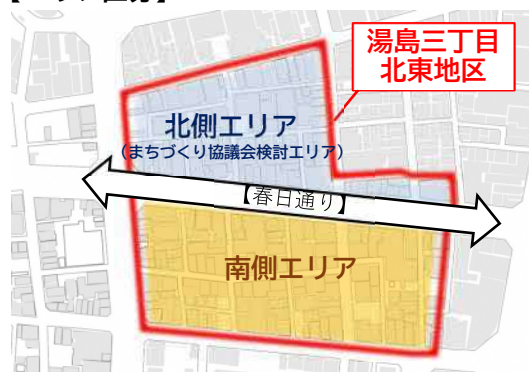 湯島三丁目
北東地区
北側エリア
（まちづくり協議会検討エリア）
【春日通り】
南側エリア